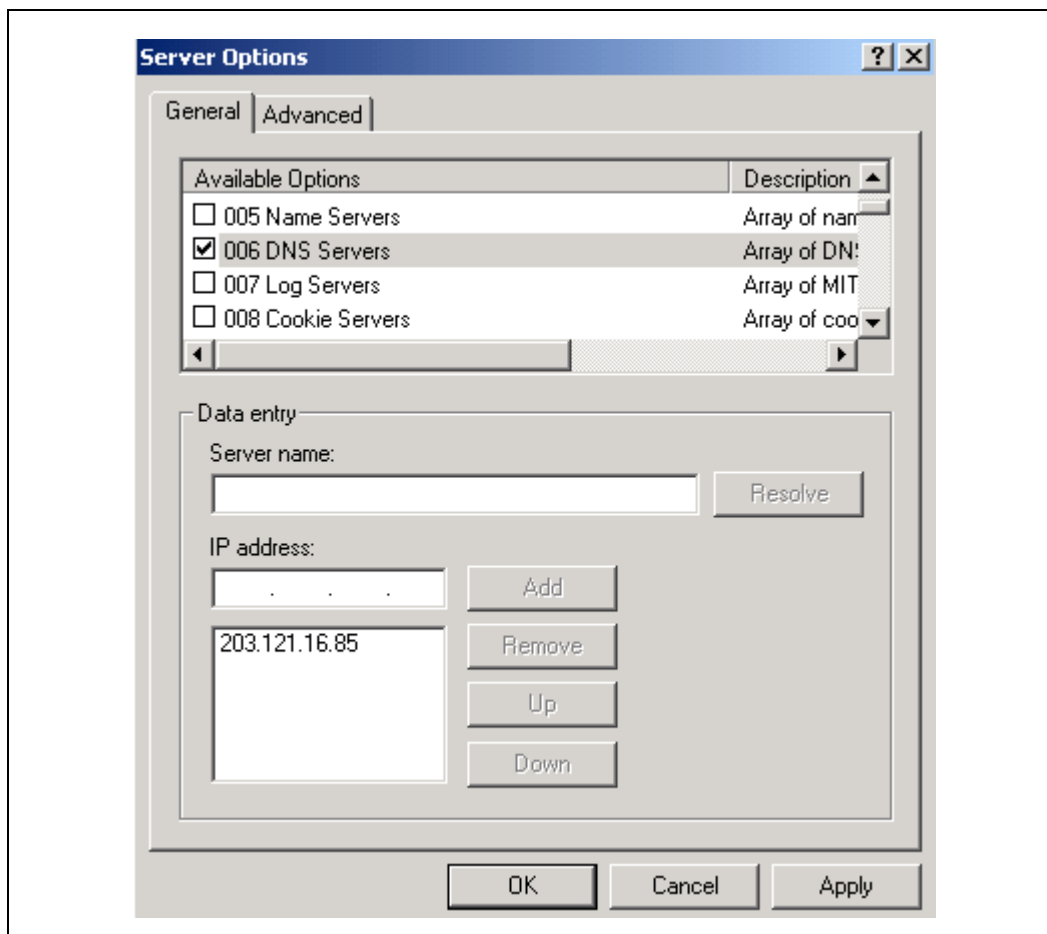 Server Options
General Advanced
Available Options Description
005 Name Servers Array of nam
006 DNS Servers Array of DNS
007 Log Servers Array of MIT
008 Cookie Servers Array of coo
Data entry
Server name:
Resolve
IP address:
. . . Add
203.121.16.85 Remove
Up
Down
OK Cancel Apply